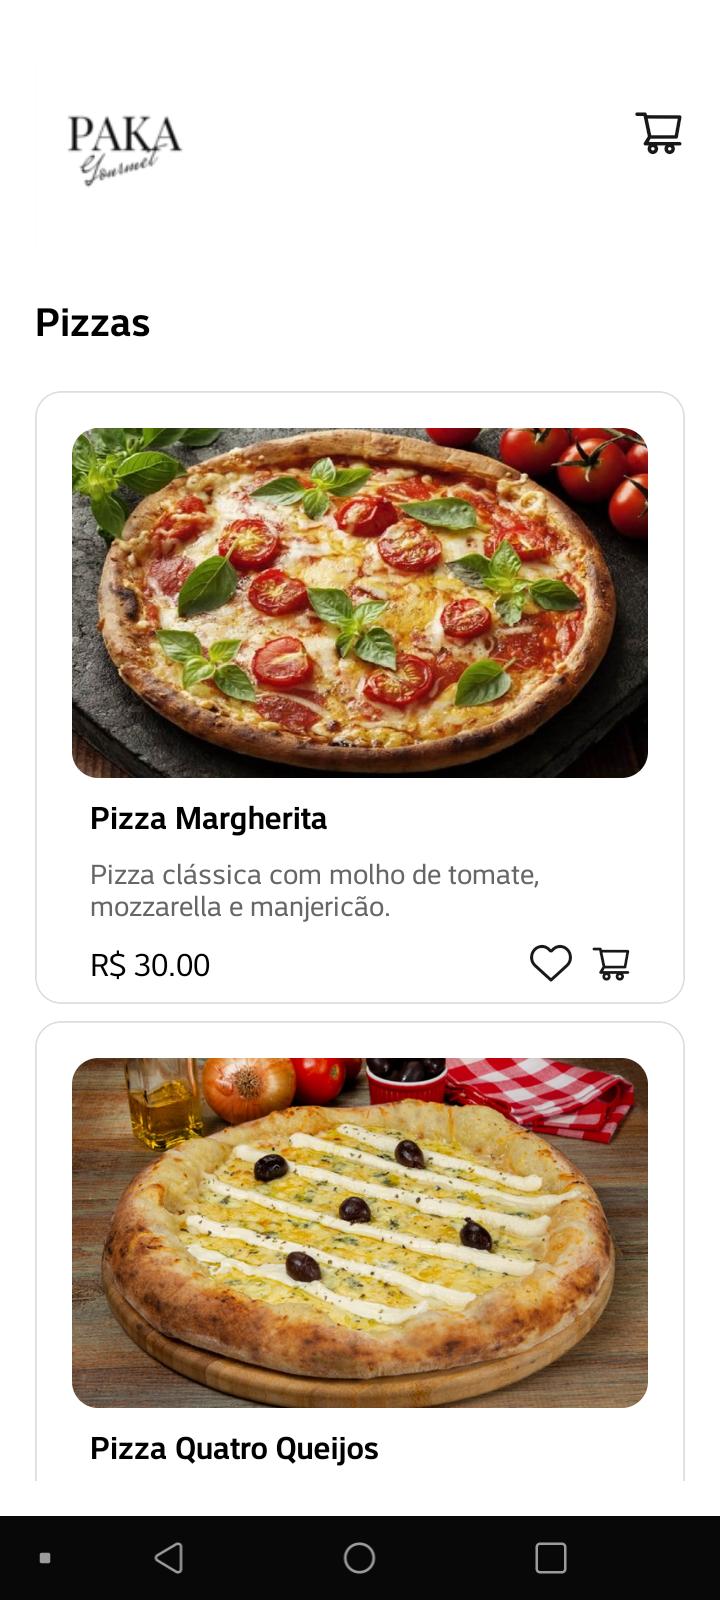 PAKA
Gourmet
Pizzas
Pizza Margherita
Pizza clássica com molho de tomate,
mozzarella e manjericão.
R$ 30.00
Pizza Quatro Queijos